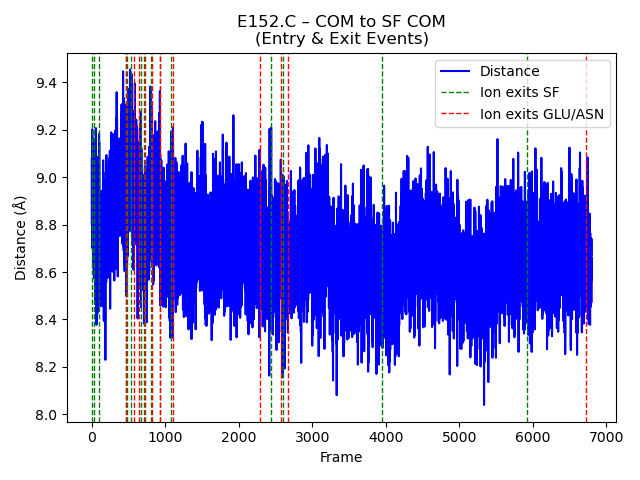 E152.C – COM to SF COM
(Entry & Exit Events)
Distance
Ion exits SF
Ion exits GLU/ASN
Distance (Å)
9.4
9.2
9.0
8.8
8.6
8.4
8.2
8.0
0 1000 2000 3000 4000 5000 6000 7000
Frame